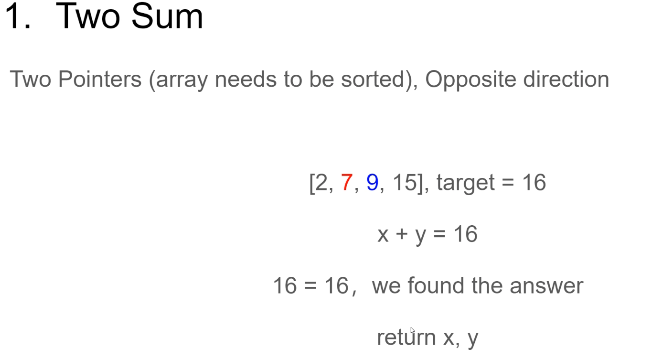 1. Two Sum
Two Pointers (array needs to be sorted), Opposite direction
[2, 7, 9, 15], target = 16
x + y = 16
16 = 16，we found the answer
return x, y